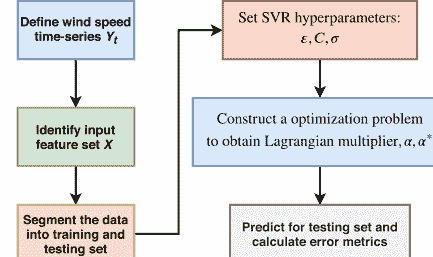 Define wind speed
time-series Yₜ
Identify input
feature set X
Segment the data
into training and
testing set
Set SVR hyperparameters:
ε, C, σ
Construct a optimization problem
to obtain Lagrangian multiplier, α, α*
Predict for testing set and
calculate error metrics